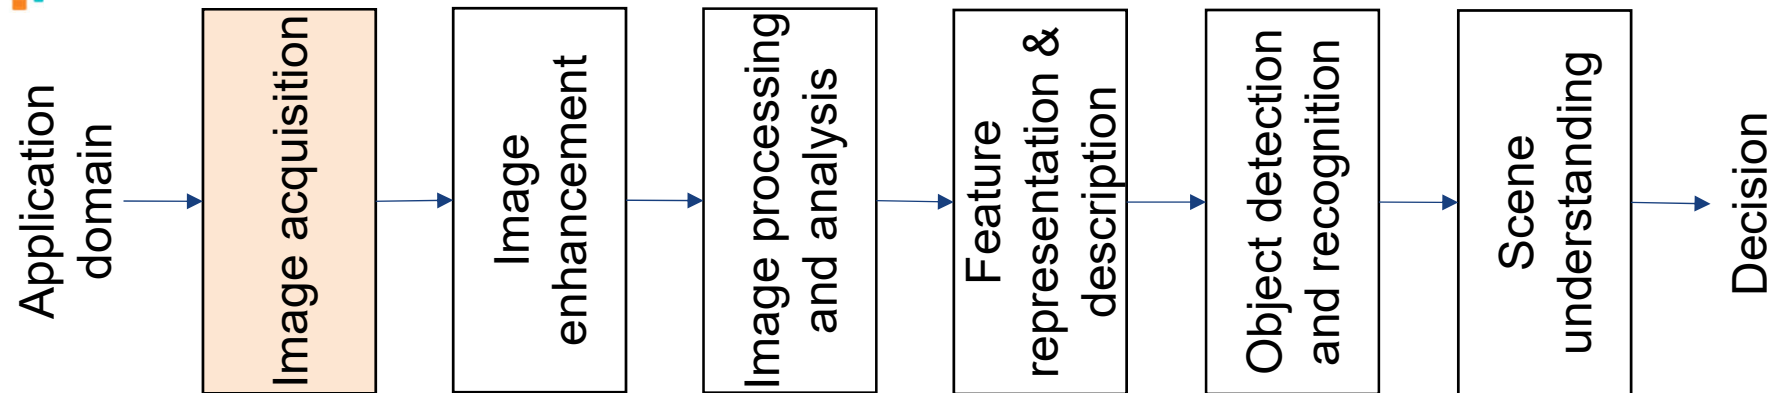 Application
domain
Image acquisition
Image
enhancement
Image processing
and analysis
Feature
representation &
description
Object detection
and recognition
Scene
understanding
Decision